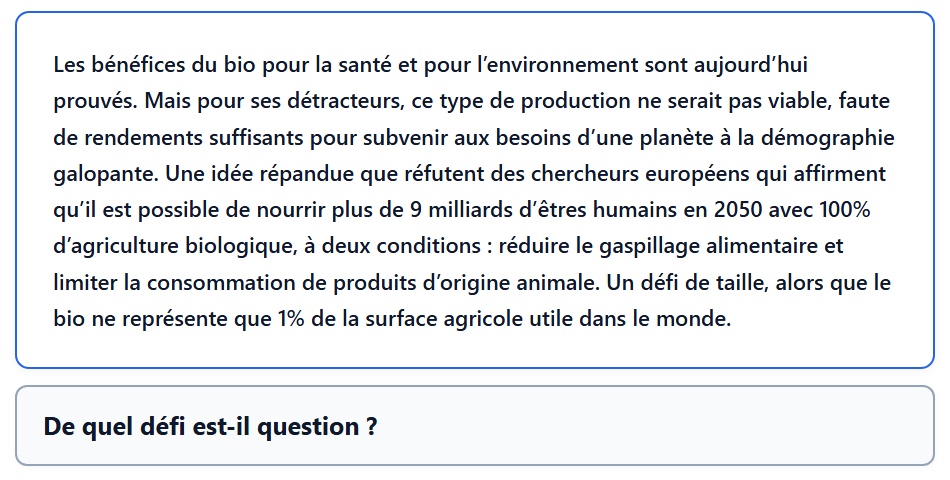 Les bénéfices du bio pour la santé et pour l’environnement sont aujourd’hui
prouvés. Mais pour ses détracteurs, ce type de production ne serait pas viable, faute
de rendements suffisants pour subvenir aux besoins d’une planète à la démographie
galopante. Une idée répandue que réfutent des chercheurs européens qui affirment
qu’il est possible de nourrir plus de 9 milliards d’êtres humains en 2050 avec 100%
d’agriculture biologique, à deux conditions : réduire le gaspillage alimentaire et
limiter la consommation de produits d’origine animale. Un défi de taille, alors que le
bio ne représente que 1% de la surface agricole utile dans le monde.
De quel défi est-il question ?